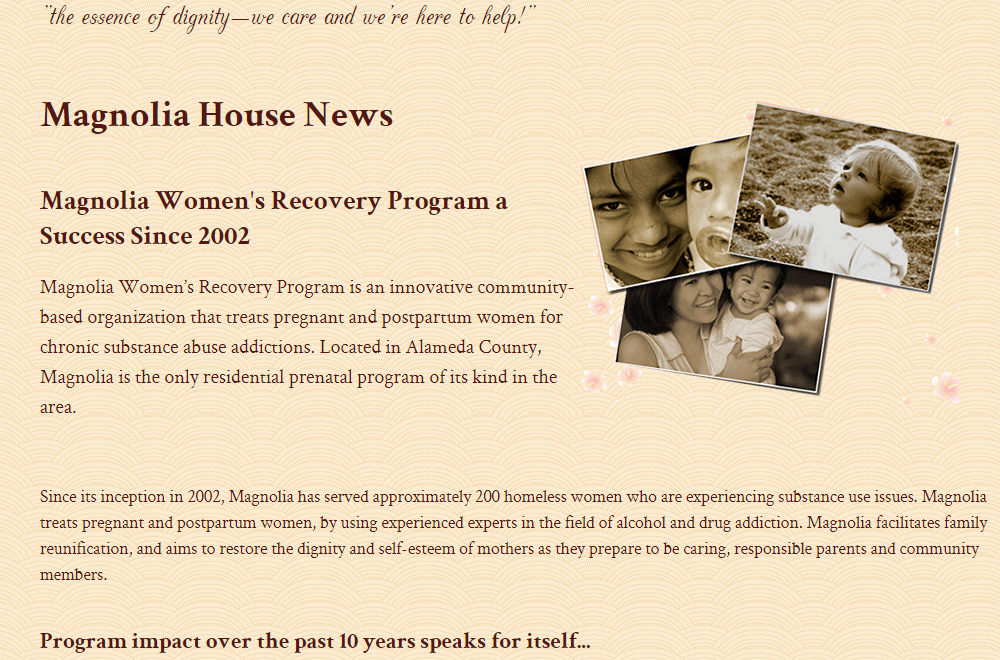 "the essence of dignity—we care and we're here to help!"
Magnolia House News
Magnolia Women's Recovery Program a
Success Since 2002
Magnolia Women's Recovery Program is an innovative community-
based organization that treats pregnant and postpartum women for
chronic substance abuse addictions. Located in Alameda County,
Magnolia is the only residential prenatal program of its kind in the
area.
Since its inception in 2002, Magnolia has served approximately 200 homeless women who are experiencing substance use issues. Magnolia
treats pregnant and postpartum women, by using experienced experts in the field of alcohol and drug addiction. Magnolia facilitates family
reunification, and aims to restore the dignity and self-esteem of mothers as they prepare to be caring, responsible parents and community
members.
Program impact over the past 10 years speaks for itself...